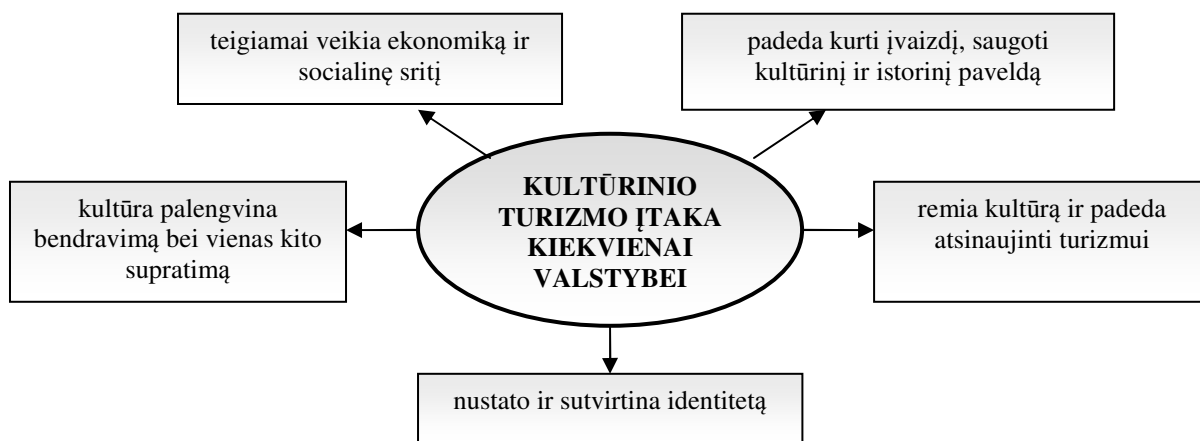 teigiamai veikia ekonomiką ir
socialinę sritį
padeda kurti įvaizdį, saugoti
kultūrinį ir istorinį paveldą
KULTŪRINIO
TURIZMO ĮTAKA
KIEKVIENAI
VALSTYBEI
kultūra palengvina
bendravimą bei vienas kito
supratimą
remia kultūrą ir padeda
atsinaujinti turizmui
nustato ir sutvirtina identitetą